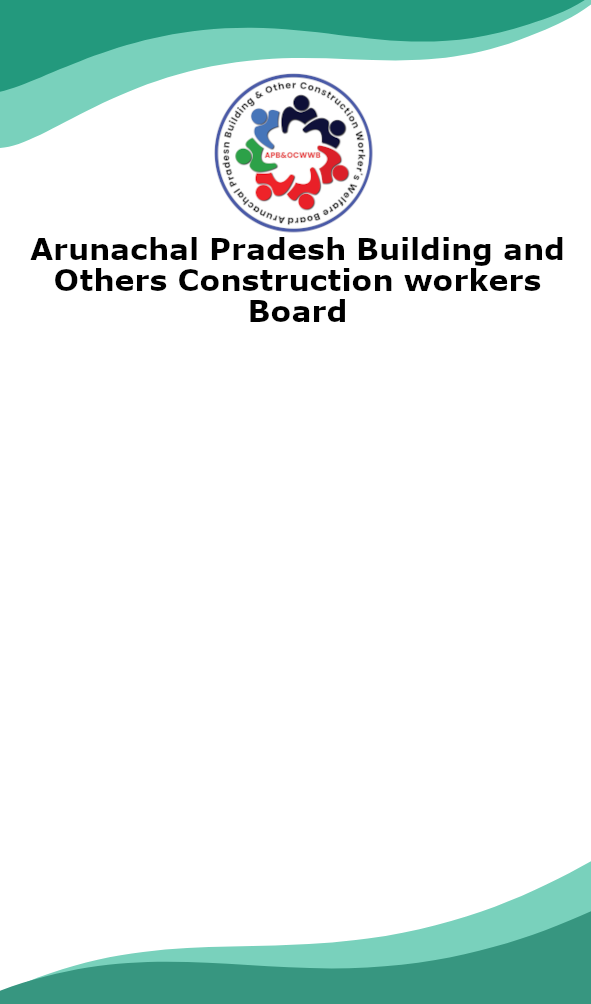 Arunachal Pradesh Building & Other Construction Worker's Welfare Board
APB&OCWWB
Arunachal Pradesh Building and
Others Construction workers
Board